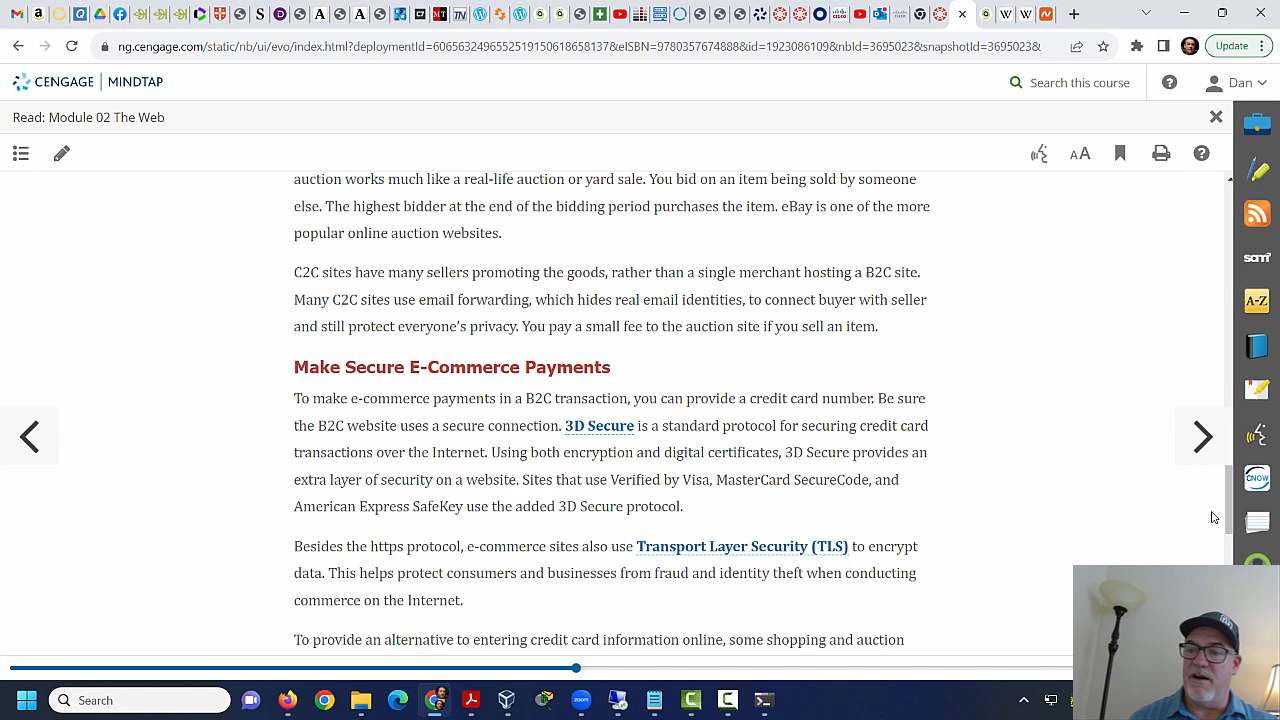 ng.cengage.com/static/nb/ui/evo/index.html?deploymentId=606563246552519150618658137&eISBN=9780357674888&id=1923086109&nbId=3695023&snapshotId=3695023&
Update
CENGAGE | MINDTAP
Search this course
Dan
Read: Module 02 The Web
AA
auction works much like a real-life auction or yard sale. You bid on an item being sold by someone
else. The highest bidder at the end of the bidding period purchases the item. eBay is one of the more
popular online auction websites.
C2C sites have many sellers promoting the goods, rather than a single merchant hosting a B2C site.
Many C2C sites use email forwarding, which hides real email identities, to connect buyer with seller
and still protect everyone's privacy. You pay a small fee to the auction site if you sell an item.
Make Secure E-Commerce Payments
To make e-commerce payments in a B2C transaction, you can provide a credit card number. Be sure
the B2C website uses a secure connection. 3D Secure is a standard protocol for securing credit card
transactions over the Internet. Using both encryption and digital certificates, 3D Secure provides an
extra layer of security on a website. Sites that use Verified by Visa, MasterCard SecureCode, and
American Express SafeKey use the added 3D Secure protocol.
Besides the https protocol, e-commerce sites also use Transport Layer Security (TLS) to encrypt
data. This helps protect consumers and businesses from fraud and identity theft when conducting
commerce on the Internet.
To provide an alternative to entering credit card information online, some shopping and auction
sam
A-Z
CNOW
Search
zoom